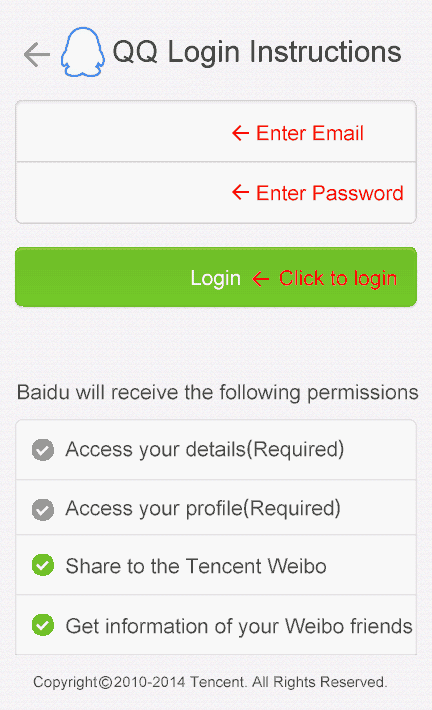 QQ Login Instructions
← Enter Email
← Enter Password
Login ← Click to login
Baidu will receive the following permissions
Access your details(Required)
Access your profile(Required)
Share to the Tencent Weibo
Get information of your Weibo friends
Copyright©2010-2014 Tencent. All Rights Reserved.